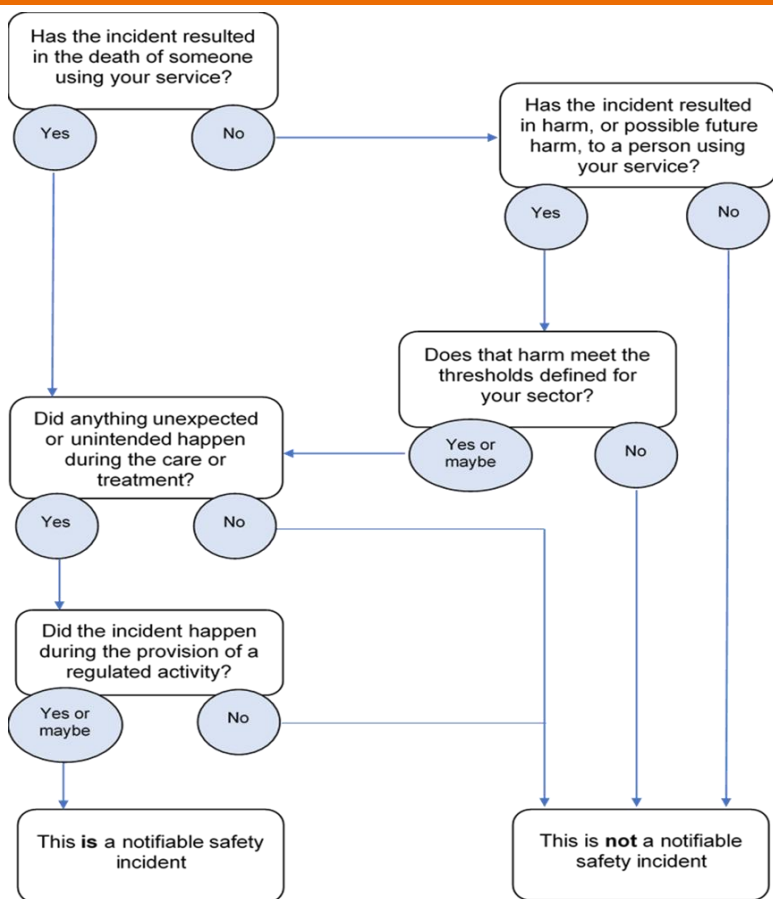 Has the incident resulted
in the death of someone
using your service?
Yes
No
Has the incident resulted
in harm, or possible future
harm, to a person using
your service?
Yes
No
Does that harm meet the
thresholds defined for
your sector?
Yes or
maybe
No
Did anything unexpected
or unintended happen
during the care or
treatment?
Yes
No
Did the incident happen
during the provision of a
regulated activity?
Yes or
maybe
No
This is a notifiable safety
incident
This is not a notifiable
safety incident